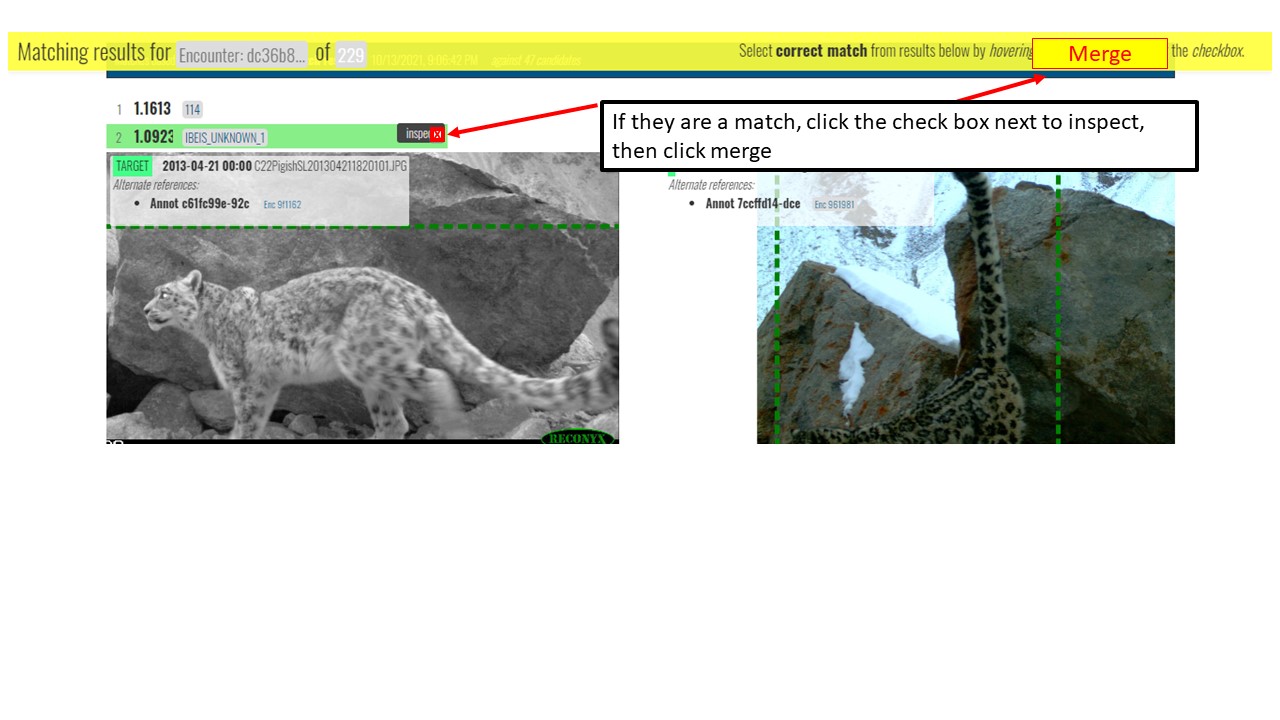 Matching results for Encounter: dc36b8... of 229 10/13/2021, 9:06:42 PM against 47 candidates Select correct match from results below by hovering Merge the checkbox.
1 1.1613 114
2 1.0923 IBEIS_UNKNOWN_1 inspe
If they are a match, click the check box next to inspect,
then click merge
TARGET 2013-04-21 00:00 C22PigishSL201304211820101.JPG
Alternate references:
• Annot c61fc99e-92c Enc 9f1162
Alternate references:
• Annot 7ccffd14-dce Enc 961981
RECONYX